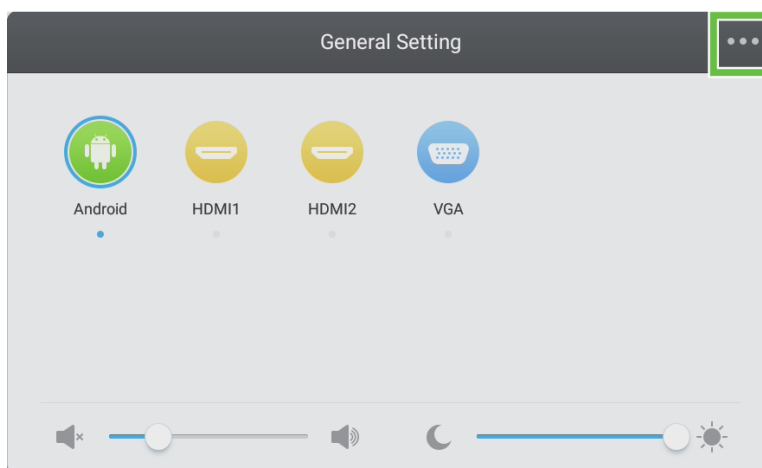 General Setting
Android
HDMI1
HDMI2
VGA